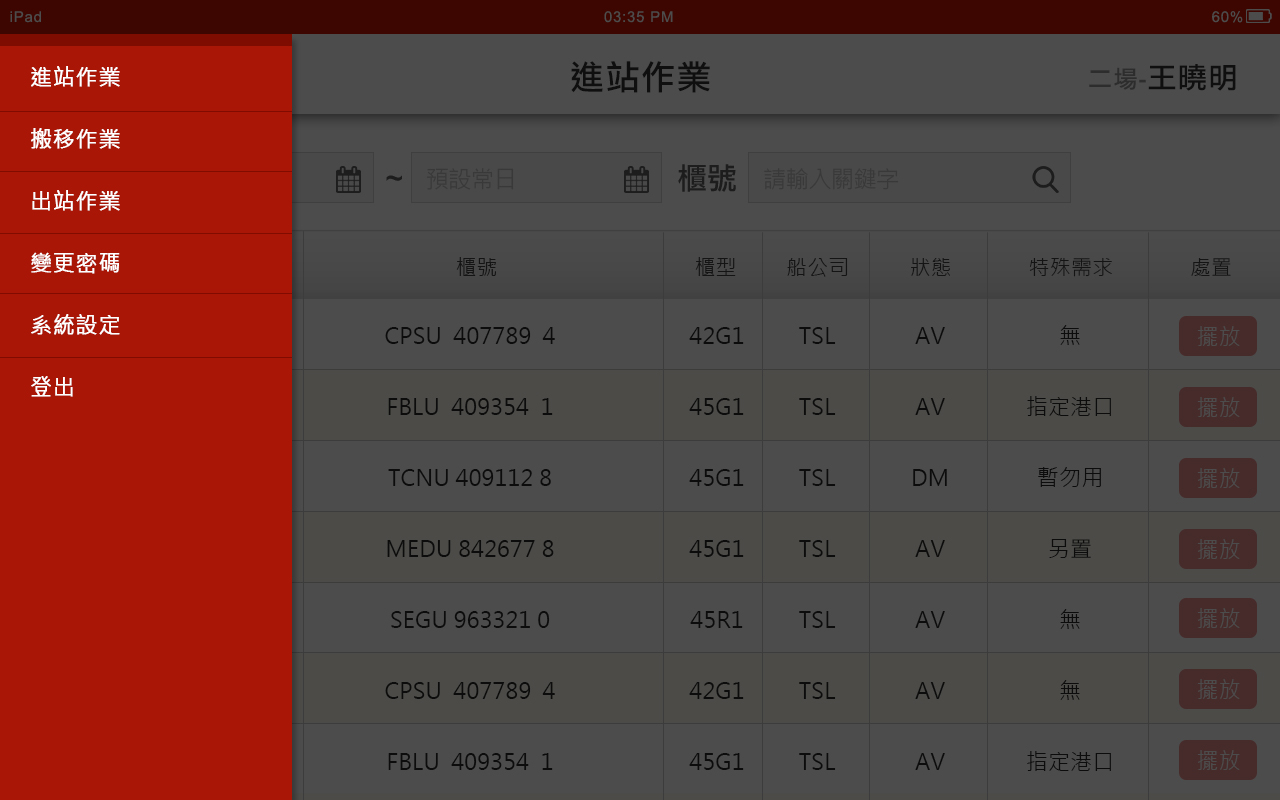 iPad 03:35 PM 60%
進站作業
搬移作業
出站作業
變更密碼
系統設定
登出
進站作業 二場-王曉明
~ 預設常日 櫃號 請輸入關鍵字
櫃號 櫃型 船公司 狀態 特殊需求 處置
CPSU 407789 4 42G1 TSL AV 無 擺放
FBLU 409354 1 45G1 TSL AV 指定港口 擺放
TCNU 409112 8 45G1 TSL DM 暫勿用 擺放
MEDU 842677 8 45G1 TSL AV 另置 擺放
SEGU 963321 0 45R1 TSL AV 無 擺放
CPSU 407789 4 42G1 TSL AV 無 擺放
FBLU 409354 1 45G1 TSL AV 指定港口 擺放